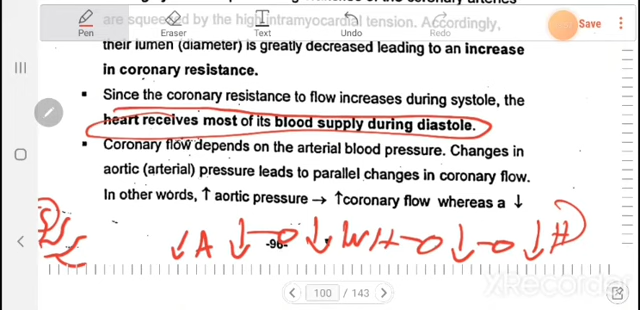 are squeezed by the high intramyocardial tension. Accordingly,
Pen
Eraser
Text
Undo
Redo
Save
their lumen (diameter) is greatly decreased leading to an increase
in coronary resistance.
▪ Since the coronary resistance to flow increases during systole, the
heart receives most of its blood supply during diastole.
▪ Coronary flow depends on the arterial blood pressure. Changes in
aortic (arterial) pressure leads to parallel changes in coronary flow.
In other words, ↑ aortic pressure → ↑coronary flow whereas a ↓
-96-
100 / 143
XRecorder